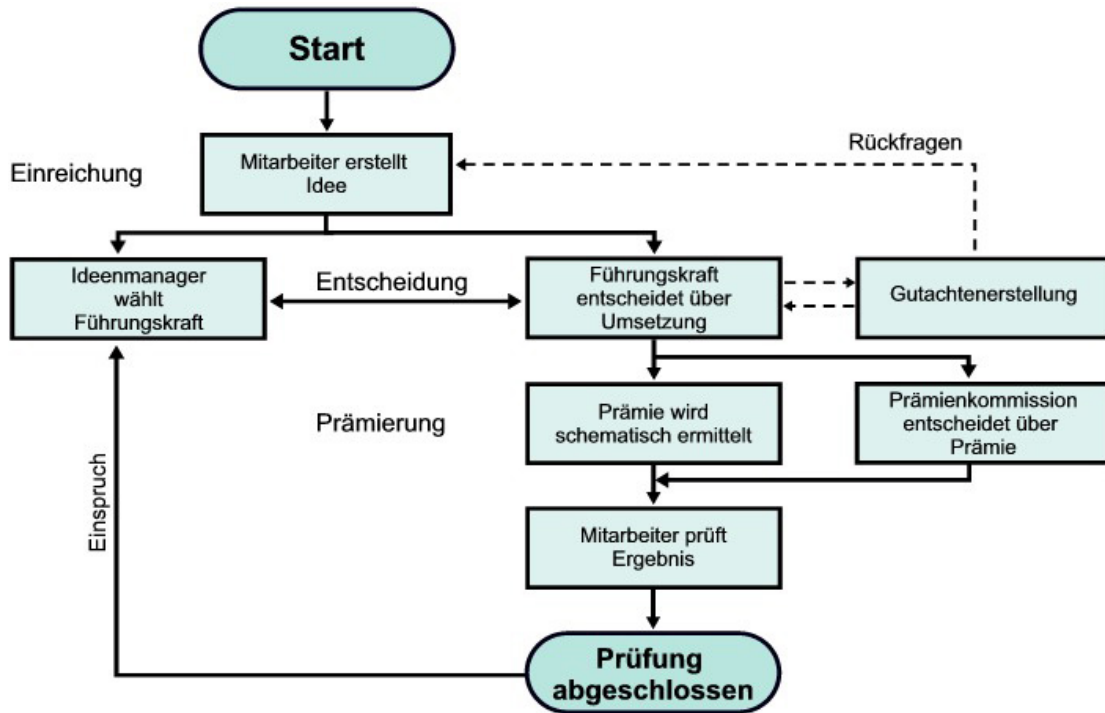 Start
Mitarbeiter erstellt
Idee
Rückfragen
Einreichung
Ideenmanager
wählt
Führungskraft
Entscheidung
Führungskraft
entscheidet über
Umsetzung
Gutachtenerstellung
Prämierung
Prämie wird
schematisch ermittelt
Prämienkommission
entscheidet über
Prämie
Einspruch
Mitarbeiter prüft
Ergebnis
Prüfung
abgeschlossen